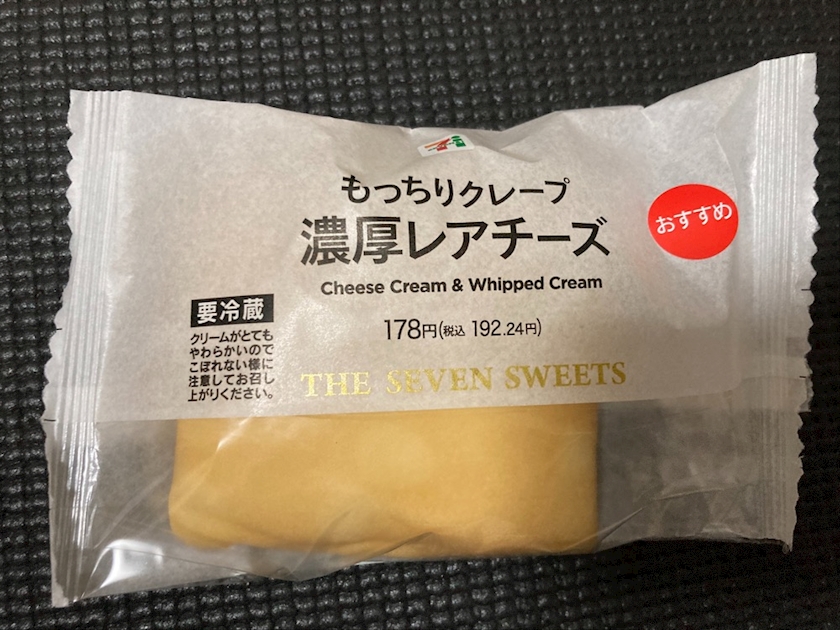 もっちりクレープ
濃厚レアチーズ
おすすめ
Cheese Cream & Whipped Cream
178円(税込 192.24円)
要冷蔵
クリームがとても
やわらかいので
こぼれない様に
注意してお召し
上がりください。
THE SEVEN SWEETS